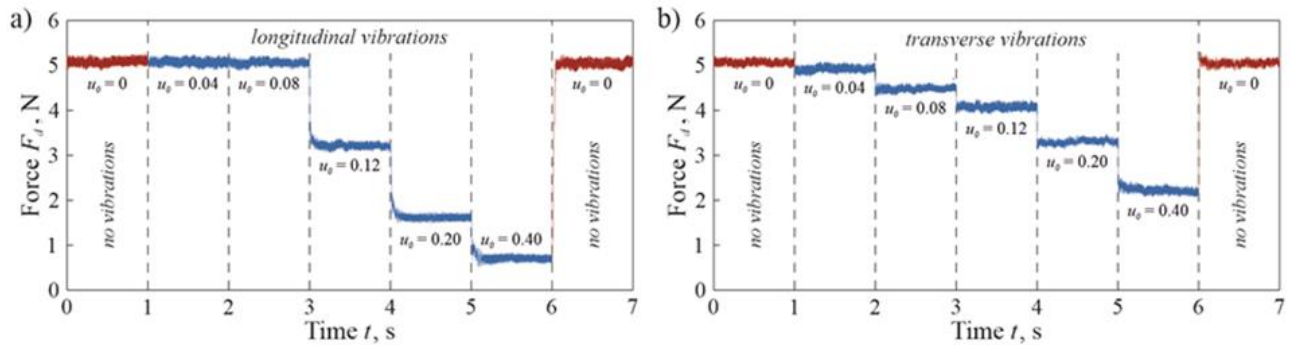 a)
longitudinal vibrations
Force F_d, N
6
5
4
3
2
1
0
u_0 = 0
u_0 = 0.04
u_0 = 0.08
u_0 = 0.12
u_0 = 0.20
u_0 = 0.40
u_0 = 0
no vibrations
no vibrations
0 1 2 3 4 5 6 7
Time t, s
b)
transverse vibrations
Force F_d, N
6
5
4
3
2
1
0
u_0 = 0
u_0 = 0.04
u_0 = 0.08
u_0 = 0.12
u_0 = 0.20
u_0 = 0.40
u_0 = 0
no vibrations
no vibrations
0 1 2 3 4 5 6 7
Time t, s